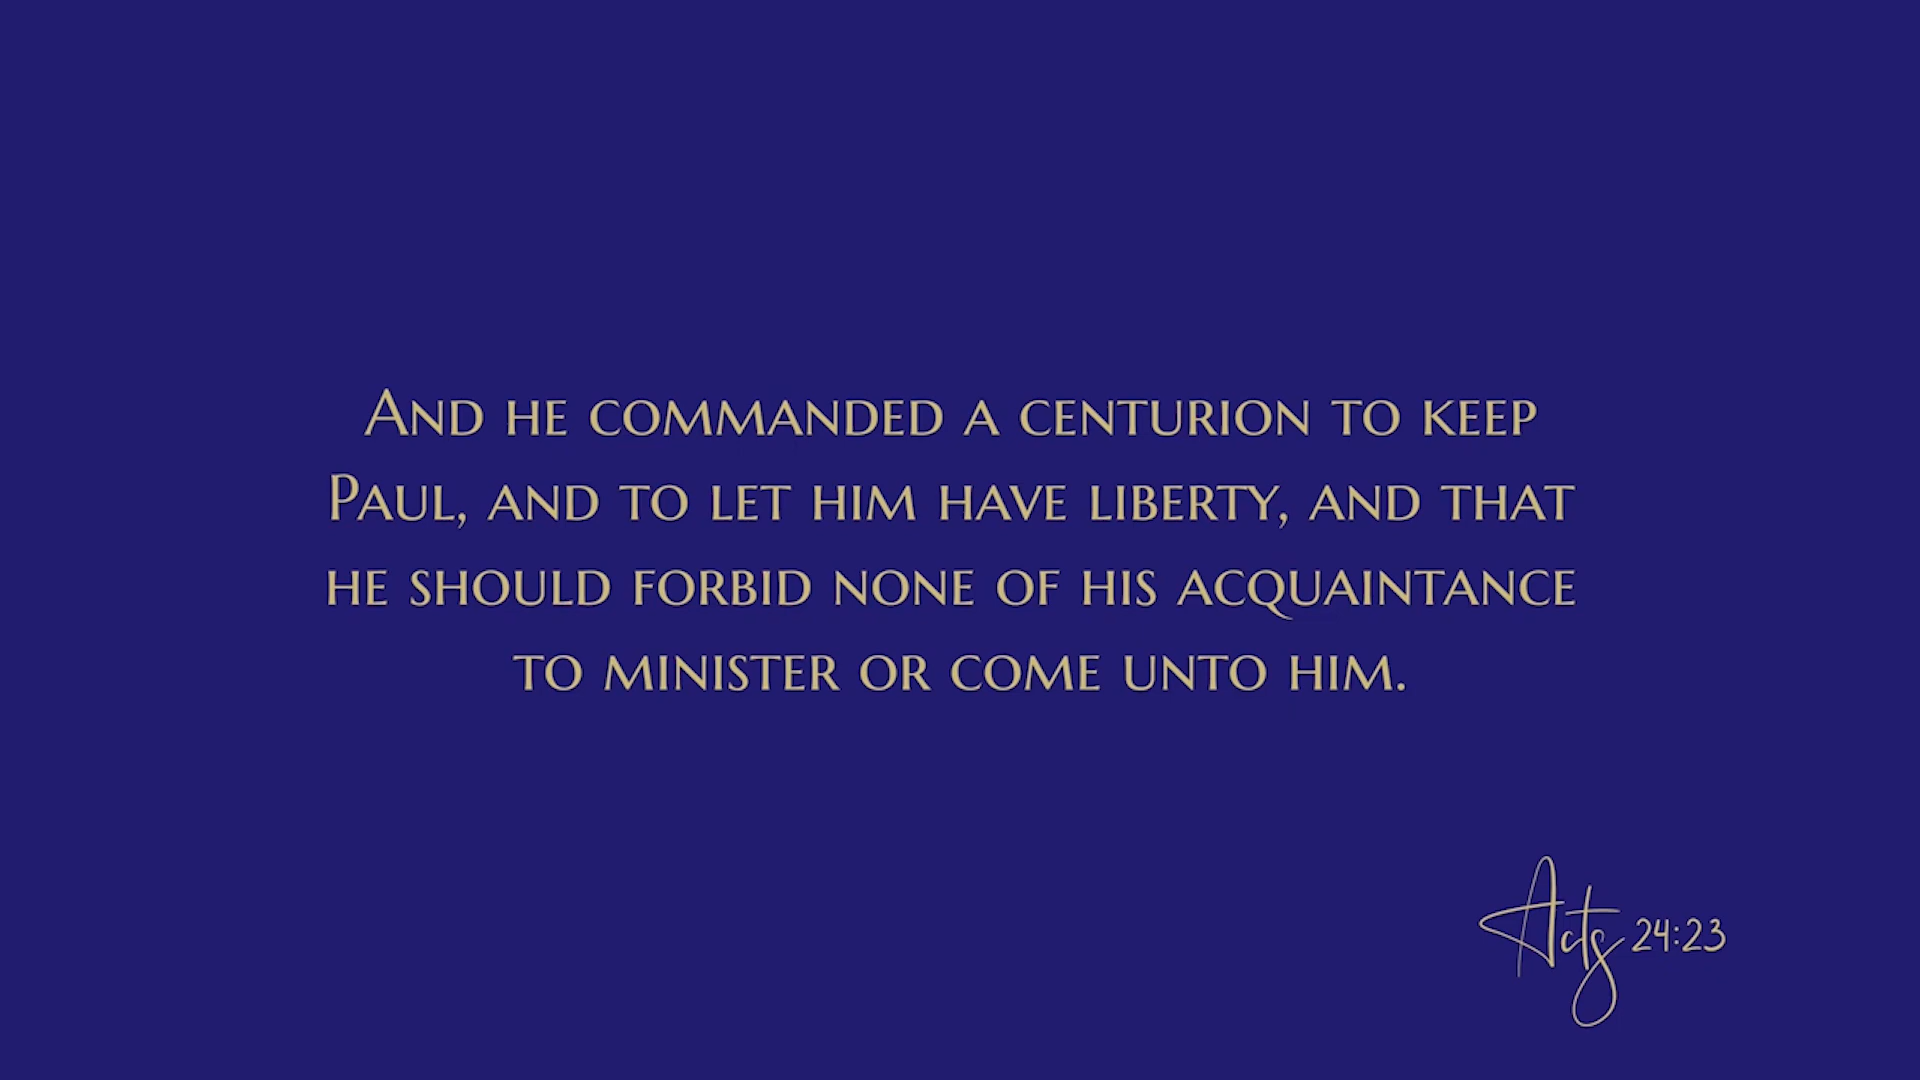 And he commanded a centurion to keep
Paul, and to let him have liberty, and that
he should forbid none of his acquaintance
to minister or come unto him.
Acts 24:23